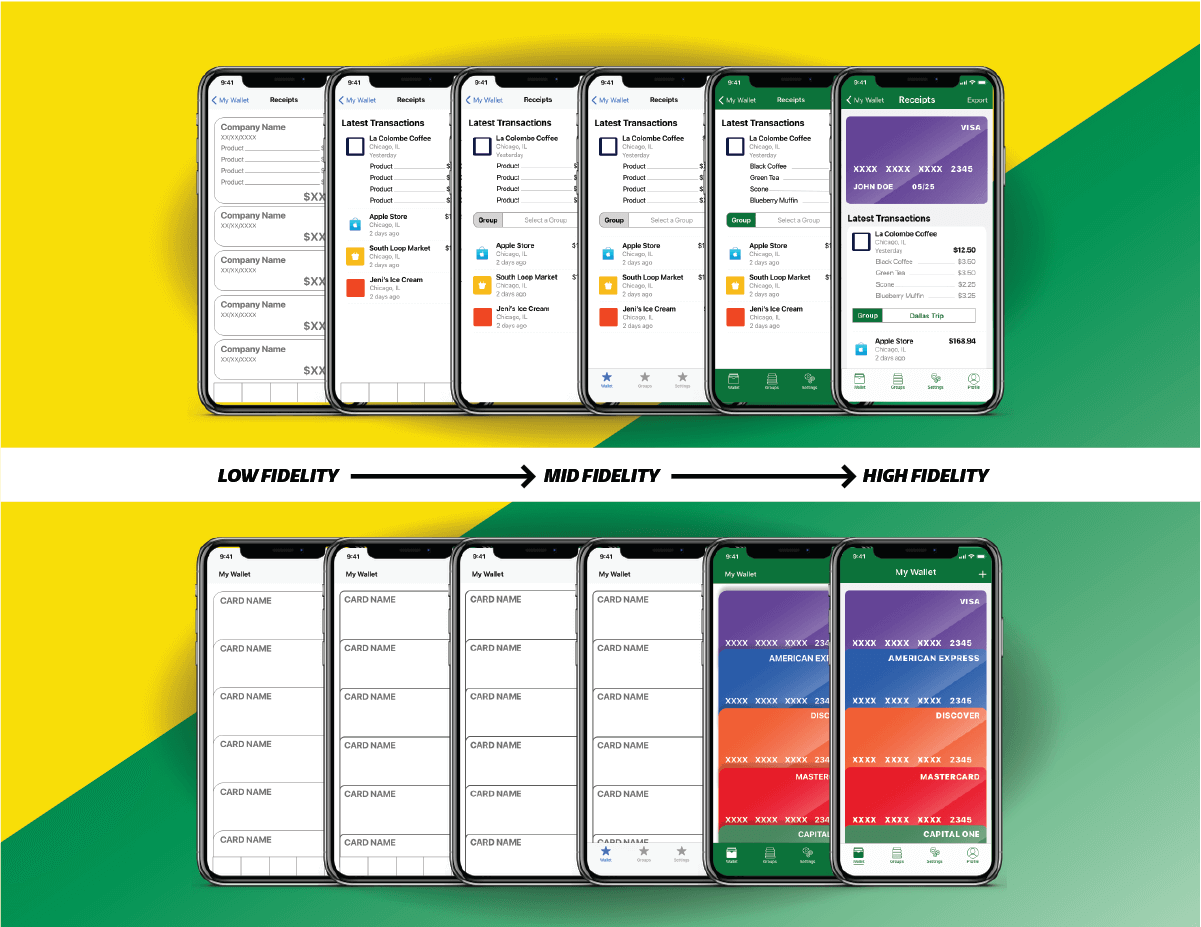 9:41
My Wallet Receipts
Company Name
XX/XX/XXXX
Product
Product
Product
Product
$XX
Company Name
XX/XX/XXXX
$XX
Company Name
XX/XX/XXXX
$XX
Company Name
XX/XX/XXXX
$XX
Company Name
XX/XX/XXXX
$XX
9:41
My Wallet Receipts
Latest Transactions
La Colombe Coffee
Chicago, IL
Yesterday
Product
Product
Product
Product
Apple Store
Chicago, IL
2 days ago
South Loop Market
Chicago, IL
2 days ago
Jeni's Ice Cream
Chicago, IL
2 days ago
9:41
My Wallet Receipts
Latest Transactions
La Colombe Coffee
Chicago, IL
Yesterday
Product
Product
Product
Product
Group Select a Group
Apple Store
Chicago, IL
2 days ago
South Loop Market
Chicago, IL
2 days ago
Jeni's Ice Cream
Chicago, IL
2 days ago
9:41
My Wallet Receipts
Latest Transactions
La Colombe Coffee
Chicago, IL
Yesterday
Product
Product
Product
Product
Group Select a Group
Apple Store
Chicago, IL
2 days ago
South Loop Market
Chicago, IL
2 days ago
Jeni's Ice Cream
Chicago, IL
2 days ago
Wallet Groups Settings
9:41
My Wallet Receipts
Latest Transactions
La Colombe Coffee
Chicago, IL
Yesterday
Black Coffee
Green Tea
Scone
Blueberry Muffin
Group Select a Group
Apple Store
Chicago, IL
2 days ago
South Loop Market
Chicago, IL
2 days ago
Jeni's Ice Cream
Chicago, IL
2 days ago
Wallet Groups Settings
9:41
My Wallet Receipts Export
VISA
XXXX XXXX XXXX 2345
JOHN DOE 05/25
Latest Transactions
La Colombe Coffee
Chicago, IL
Yesterday $12.50
Black Coffee $3.50
Green Tea $3.50
Scone $2.25
Blueberry Muffin $3.25
Group Dallas Trip
Apple Store $168.94
Chicago, IL
2 days ago
Wallet Groups Settings Profile
LOW FIDELITY MID FIDELITY HIGH FIDELITY
9:41
My Wallet
CARD NAME
CARD NAME
CARD NAME
CARD NAME
CARD NAME
CARD NAME
9:41
My Wallet
CARD NAME
CARD NAME
CARD NAME
CARD NAME
CARD NAME
CARD NAME
9:41
My Wallet
CARD NAME
CARD NAME
CARD NAME
CARD NAME
CARD NAME
CARD NAME
9:41
My Wallet
CARD NAME
CARD NAME
CARD NAME
CARD NAME
CARD NAME
CARD NAME
Wallet Groups Settings
9:41
My Wallet
XXXX XXXX XXXX 234
AMERICAN EX
XXXX XXXX XXXX 234
DISC
XXXX XXXX XXXX 234
MASTER
XXXX XXXX XXXX 234
CAPITAL
Wallet Groups Settings
9:41
My Wallet +
VISA
XXXX XXXX XXXX 2345
AMERICAN EXPRESS
XXXX XXXX XXXX 2345
DISCOVER
XXXX XXXX XXXX 2345
MASTERCARD
XXXX XXXX XXXX 2345
CAPITAL ONE
Wallet Groups Settings Profile